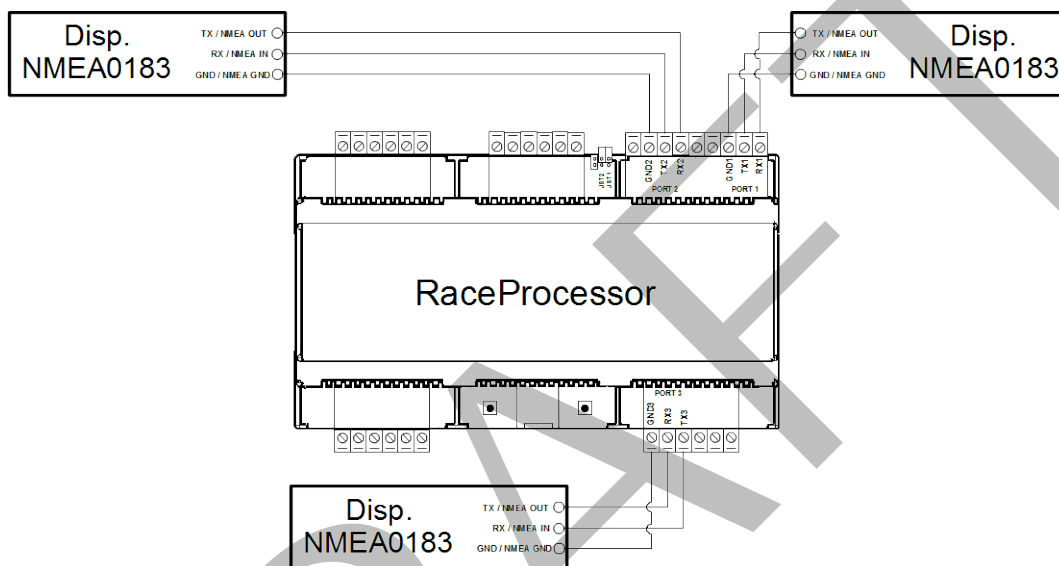 Disp.
NMEA0183
TX / NMEA OUT
RX / NMEA IN
GND / NMEA GND
TX / NMEA OUT
RX / NMEA IN
GND / NMEA GND
Disp.
NMEA0183
JST2
JST1
GND2
TX2
RX2
GND1
TX1
RX1
PORT 2
PORT 1
RaceProcessor
PORT 3
GND3
RX3
TX3
Disp.
NMEA0183
TX / NMEA OUT
RX / NMEA IN
GND / NMEA GND